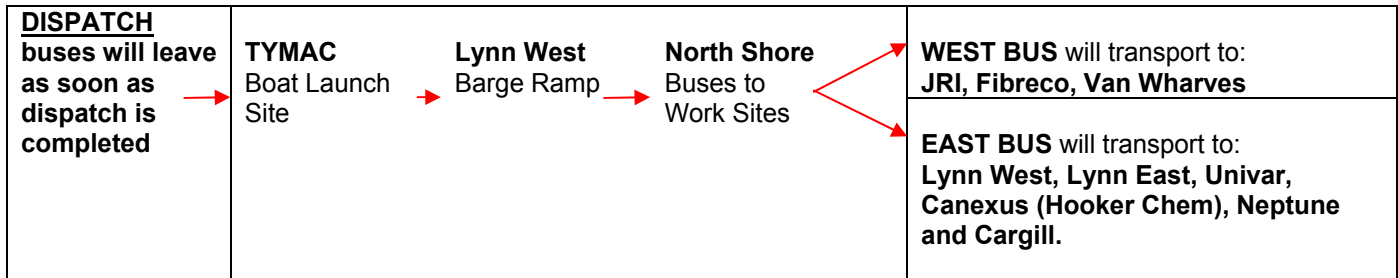 DISPATCH
buses will leave
as soon as
dispatch is
completed
TYMAC
Boat Launch
Site
Lynn West
Barge Ramp
North Shore
Buses to
Work Sites
WEST BUS will transport to:
JRI, Fibreco, Van Wharves
EAST BUS will transport to:
Lynn West, Lynn East, Univar,
Canexus (Hooker Chem), Neptune
and Cargill.